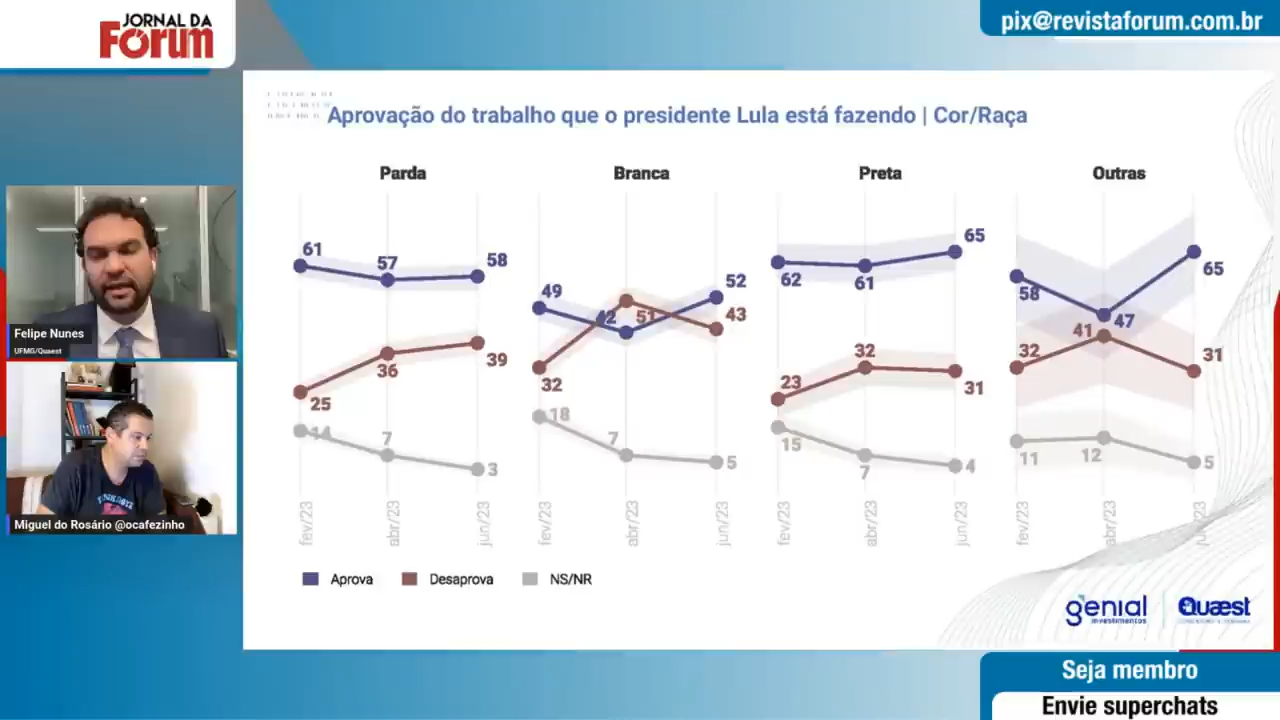 JORNAL DA
Fórum
pix@revistaforum.com.br
Aprovação do trabalho que o presidente Lula está fazendo | Cor/Raça
Parda
Branca
Preta
Outras
61
57
58
25
36
39
14
7
3
49
42
52
32
51
43
18
7
5
62
61
65
23
32
31
15
7
4
58
47
65
32
41
31
11
12
5
fev/23
abr/23
jun/23
fev/23
abr/23
jun/23
fev/23
abr/23
jun/23
fev/23
abr/23
jun/23
Aprova
Desaprova
NS/NR
Felipe Nunes
UFMG/Quaest
Miguel do Rosário @ocafezinho
genial
investimentos
Quaest
Seja membro
Envie superchats